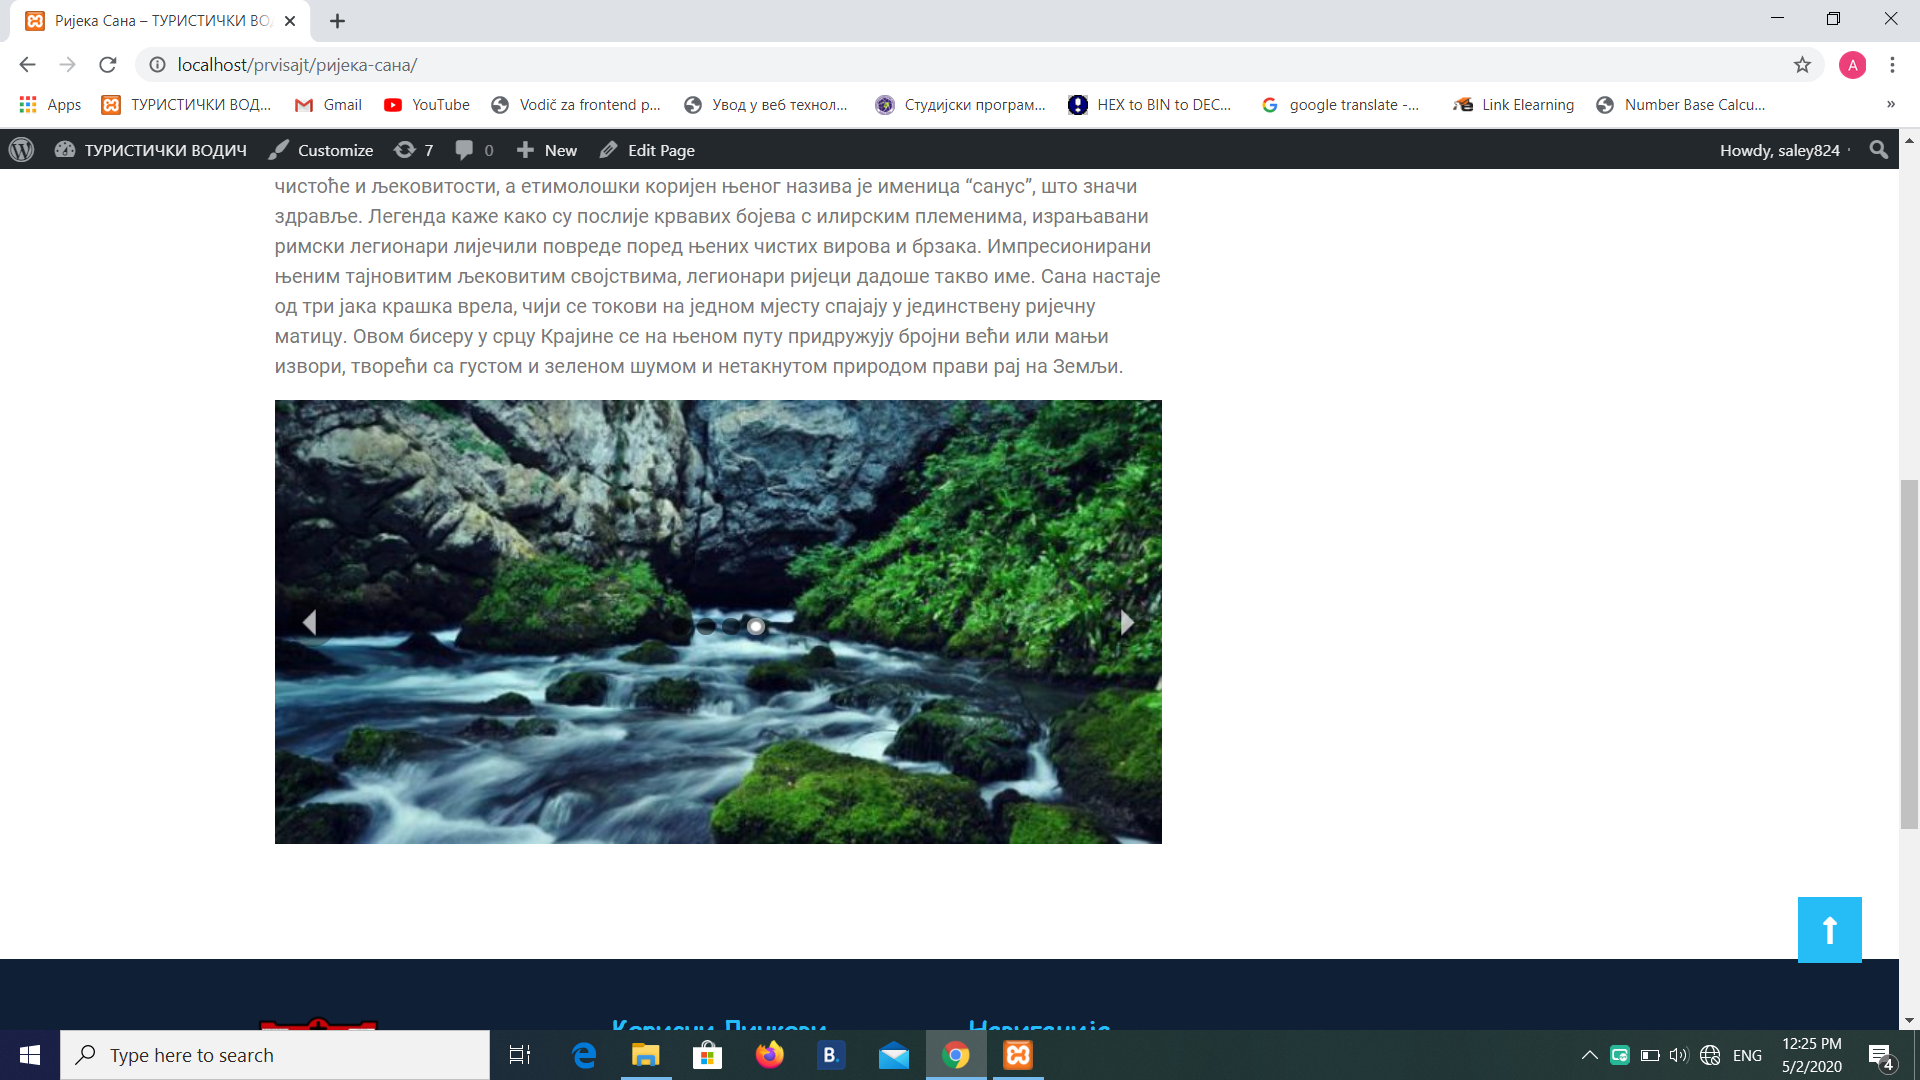 Ријека Сана – ТУРИСТИЧКИ ВО
localhost/prvisajt/ријека-сана/
A
Apps
ТУРИСТИЧКИ ВОД...
Gmail
YouTube
Vodič za frontend p...
Увод у веб технол...
Студијски програм...
HEX to BIN to DEC...
google translate -...
Link Elearning
Number Base Calcu...
»
ТУРИСТИЧКИ ВОДИЧ
Customize
7
0
New
Edit Page
Howdy, saley824
чистоће и љековитости, а етимолошки коријен њеног назива је именица “санус”, што значи
здравље. Легенда каже како су послије крвавих бојева с илирским племенима, израњавани
римски легионари лијечили повреде поред њених чистих вирова и брзака. Импресионирани
њеним тајновитим љековитим својствима, легионари ријеци дадоше такво име. Сана настаје
од три јака крашка врела, чији се токови на једном мјесту спајају у јединствену ријечну
матицу. Овом бисеру у срцу Крајине се на њеном путу придружују бројни већи или мањи
извори, творећи са густом и зеленом шумом и нетакнутом природом прави рај на Земљи.
Корисни Линкови
Навигација
Type here to search
B.
ENG
12:25 PM
5/2/2020
4